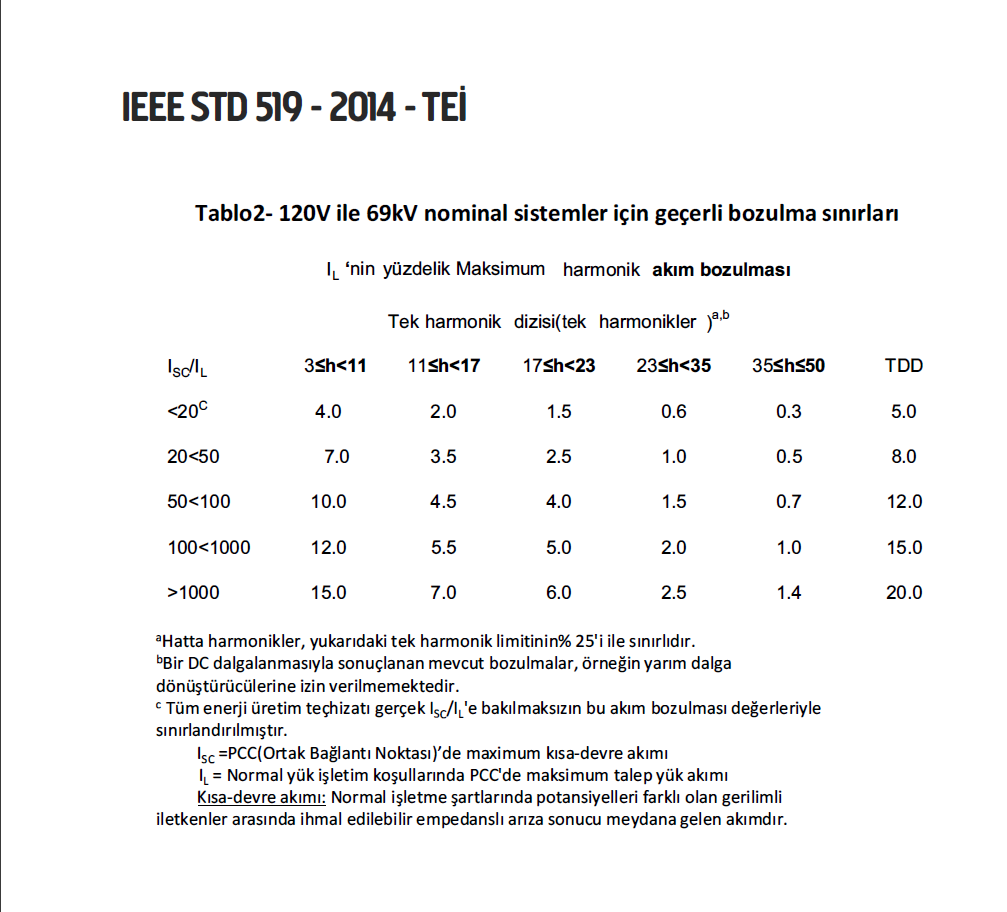 IEEE STD 519 - 2014 - TEİ
Tablo2- 120V ile 69kV nominal sistemler için geçerli bozulma sınırları
I_L ‘nin yüzdelik Maksimum harmonik akım bozulması
Tek harmonik dizisi(tek harmonikler )^a,b
I_SC/I_L 3≤h<11 11≤h<17 17≤h<23 23≤h<35 35≤h≤50 TDD
<20^C 4.0 2.0 1.5 0.6 0.3 5.0
20<50 7.0 3.5 2.5 1.0 0.5 8.0
50<100 10.0 4.5 4.0 1.5 0.7 12.0
100<1000 12.0 5.5 5.0 2.0 1.0 15.0
>1000 15.0 7.0 6.0 2.5 1.4 20.0
^aHatta harmonikler, yukarıdaki tek harmonik limitinin% 25'i ile sınırlıdır.
^bBir DC dalgalanmasıyla sonuçlanan mevcut bozulmalar, örneğin yarım dalga
dönüştürücülerine izin verilmemektedir.
^c Tüm enerji üretim teçhizatı gerçek I_SC/I_L'e bakılmaksızın bu akım bozulması değerleriyle
sınırlandırılmıştır.
I_SC =PCC(Ortak Bağlantı Noktası)’de maximum kısa-devre akımı
I_L = Normal yük işletim koşullarında PCC'de maksimum talep yük akımı
Kısa-devre akımı: Normal işletme şartlarında potansiyelleri farklı olan gerilimli
iletkenler arasında ihmal edilebilir empedanslı arıza sonucu meydana gelen akımdır.